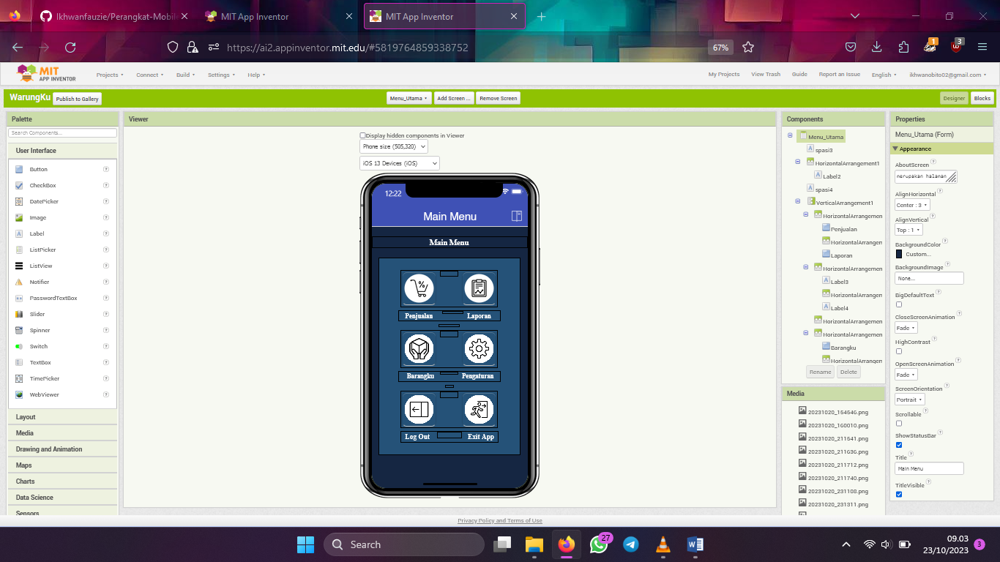 Ikhwanfauzie/Perangkat-Mobile
MIT App Inventor
MIT App Inventor
https://ai2.appinventor.mit.edu/#5819764859338752
67%
1
3
MIT
APP INVENTOR
Projects
Connect
Build
Settings
Help
My Projects
View Trash
Guide
Report an Issue
English
ikhwanobito02@gmail.com
WarungKu
Publish to Gallery
Menu_Utama
Add Screen ...
Remove Screen
Designer
Blocks
Palette
Search Components...
User Interface
Button
CheckBox
DatePicker
Image
Label
ListPicker
ListView
Notifier
PasswordTextBox
Slider
Spinner
Switch
TextBox
TimePicker
WebViewer
Layout
Media
Drawing and Animation
Maps
Charts
Data Science
Sensors
Viewer
Display hidden components in Viewer
Phone size (505,320)
iOS 13 Devices (iOS)
12:22
Main Menu
Main Menu
Penjualan
Laporan
Barangku
Pengaturan
Log Out
Exit App
Components
Menu_Utama
spasi3
HorizontalArrangement1
Label2
spasi4
VerticalArrangement1
HorizontalArrangemen
Penjualan
HorizontalArrangemen
Laporan
HorizontalArrangemen
Label3
HorizontalArrangemen
Label4
HorizontalArrangemen
HorizontalArrangemen
Barangku
HorizontalArrangemen
Rename
Delete
Media
20231020_154646.png
20231020_160010.png
20231020_211641.png
20231020_211636.png
20231020_211712.png
20231020_211740.png
20231020_231108.png
20231020_231311.png
Properties
Menu_Utama (Form)
Appearance
AboutScreen
merupakan halaman
AlignHorizontal
Center : 3
AlignVertical
Top : 1
BackgroundColor
Custom...
BackgroundImage
None...
BigDefaultText
CloseScreenAnimation
Fade
HighContrast
OpenScreenAnimation
Fade
ScreenOrientation
Portrait
Scrollable
ShowStatusBar
Title
Main Menu
TitleVisible
Privacy Policy and Terms of Use
Search
27
09.03
23/10/2023
3